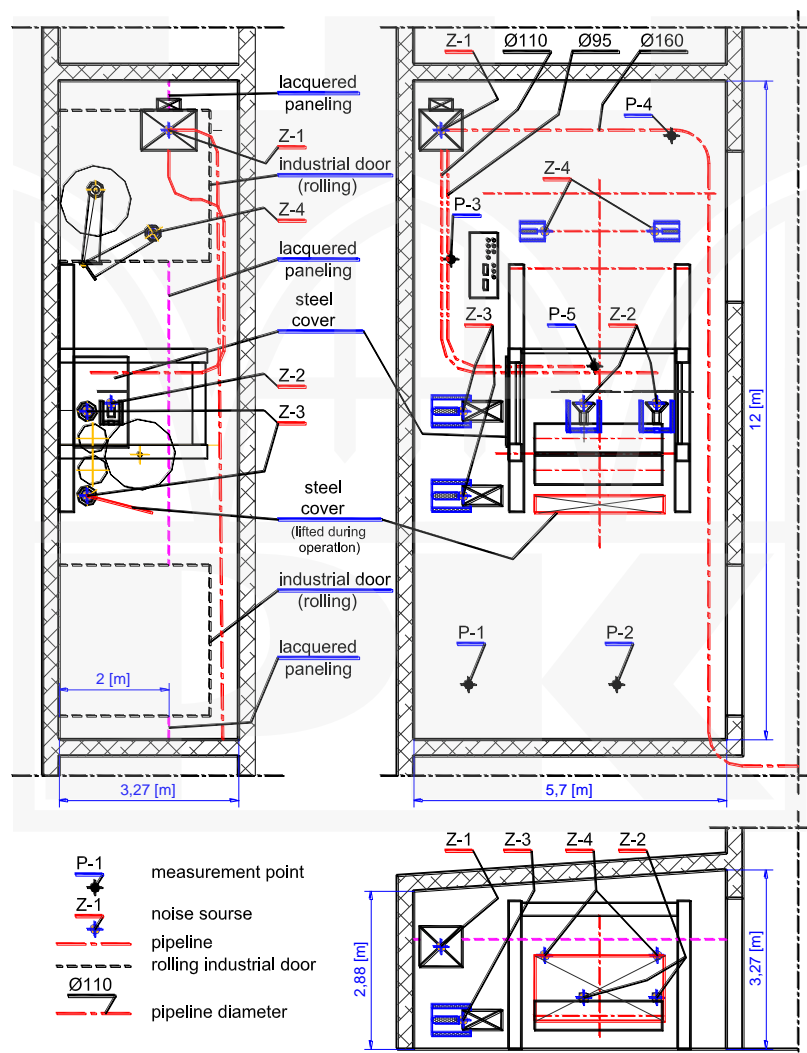 Z-1
Ø110
Ø95
Ø160
lacquered
paneling
Z-1
industrial door
(rolling)
Z-4
lacquered
paneling
steel
cover
Z-2
Z-3
steel
cover
(lifted during
operation)
industrial door
(rolling)
lacquered
paneling
2 [m]
3,27 [m]
P-4
Z-4
P-3
Z-3
P-5
Z-2
12 [m]
P-1
P-2
5,7 [m]
Z-1
Z-3
Z-4
Z-2
2,88 [m]
3,27 [m]
P-1
measurement point
Z-1
noise sourse
pipeline
rolling industrial door
Ø110
pipeline diameter